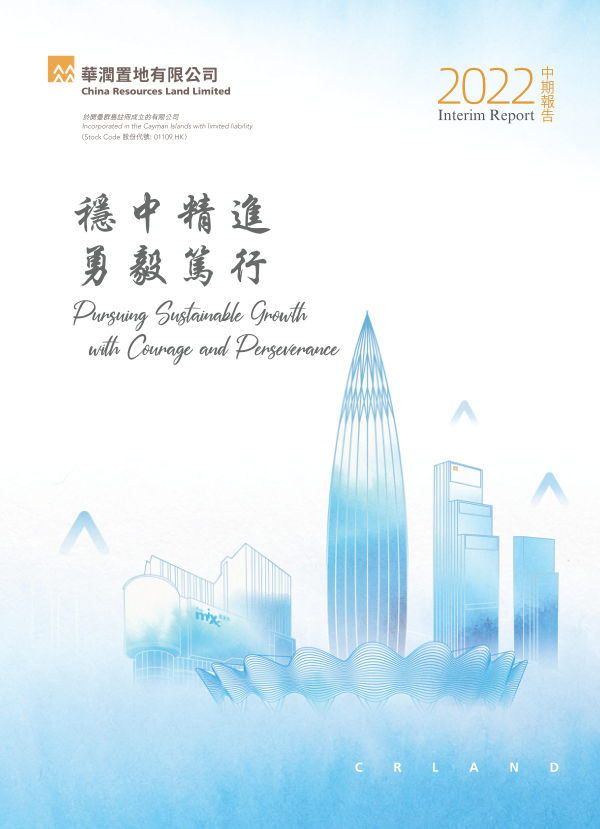 華潤置地有限公司
China Resources Land Limited
於開曼群島註冊成立的有限公司
Incorporated in the Cayman Islands with limited liability
(Stock Code 股份代號: 01109.HK)
2022 中期報告
Interim Report
穩中精進
勇毅篤行
Pursuing Sustainable Growth
with Courage and Perseverance
mixc
CRLAND